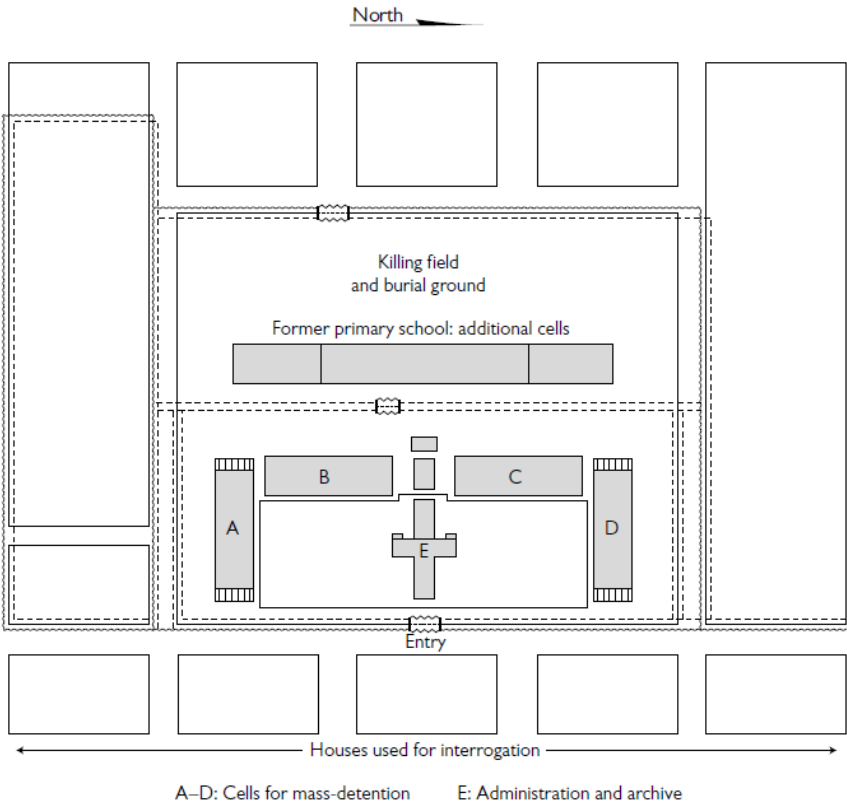 North
Killing field
and burial ground
Former primary school: additional cells
B
C
A
E
D
Entry
Houses used for interrogation
A–D: Cells for mass-detention E: Administration and archive